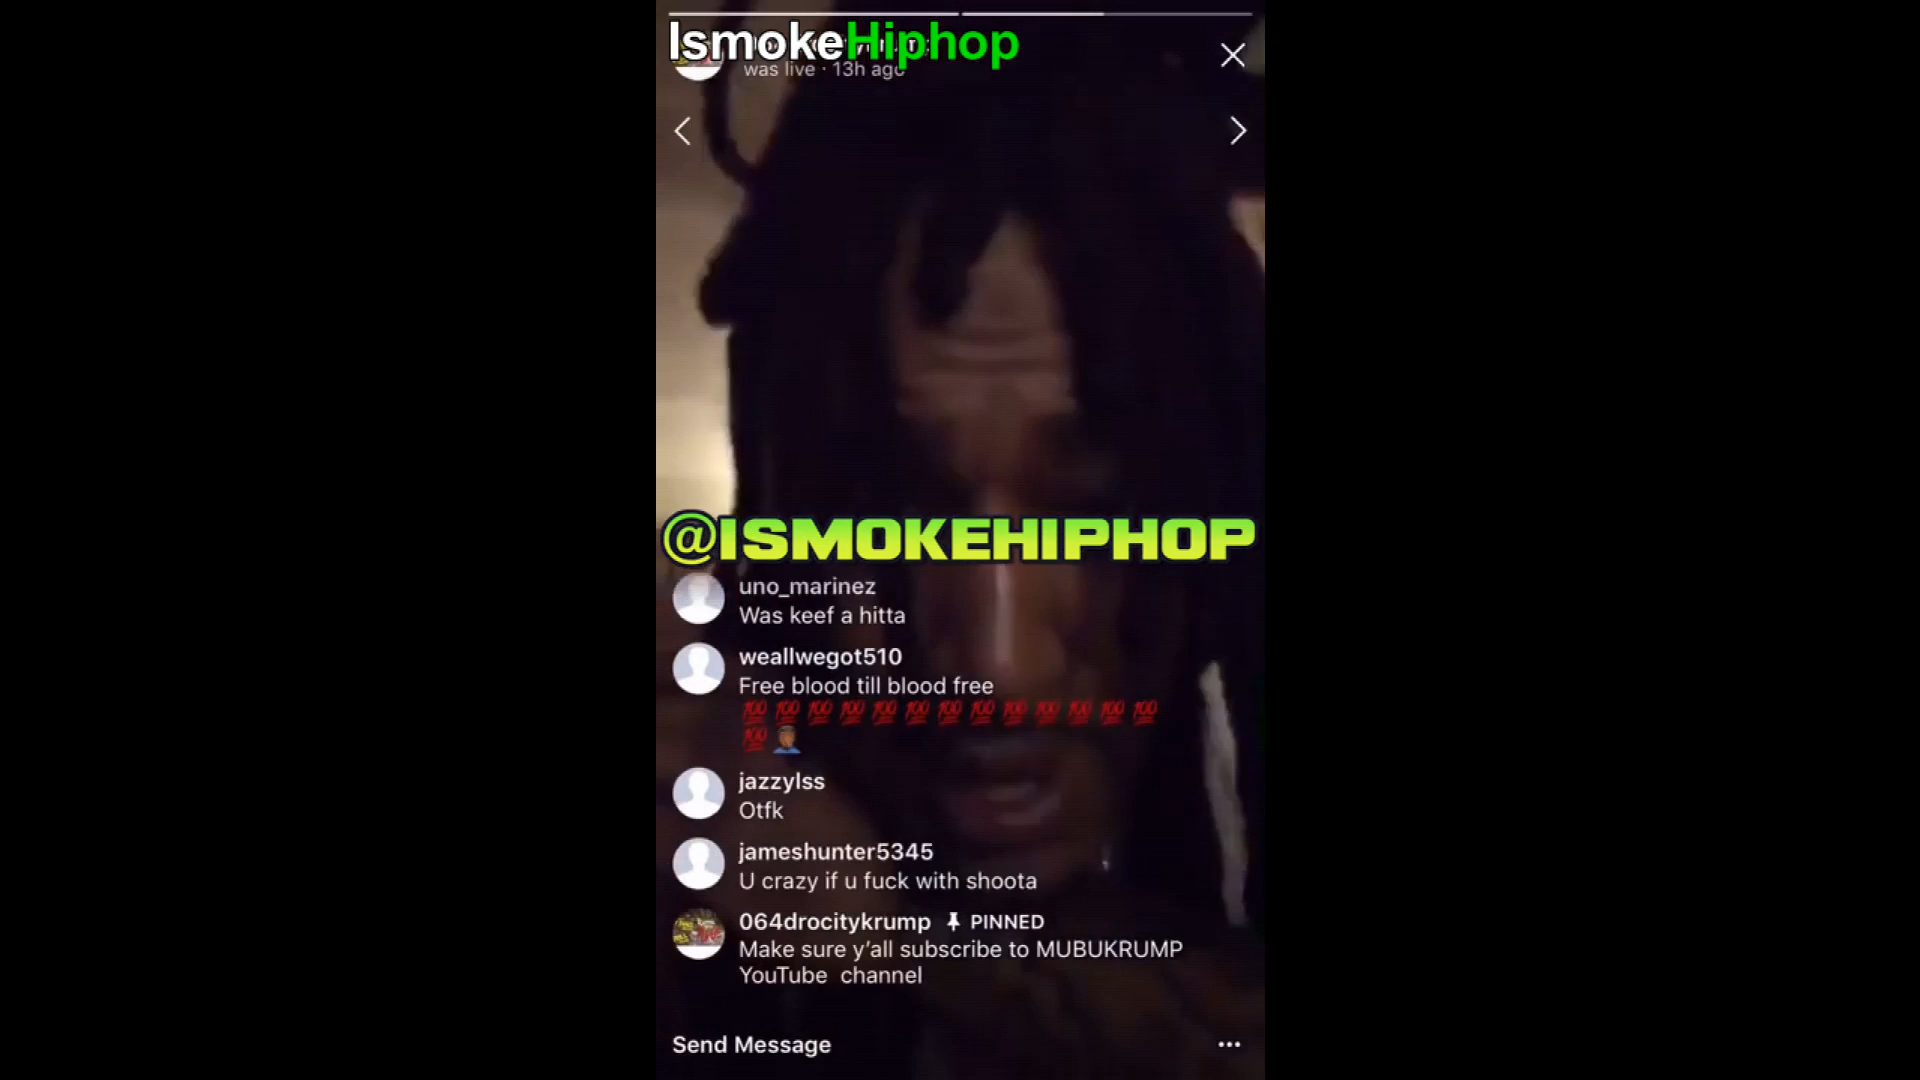 IsmokeHiphop
was live · 13h ago
@ISMOKEHIPHOP
uno_marinez
Was keef a hitta
weallwegot510
Free blood till blood free
💯💯💯💯💯💯💯💯💯💯💯💯💯
💯🤦🏾‍♂️
jazzylss
Otfk
jameshunter5345
U crazy if u fuck with shoota
064drocitykrump PINNED
Make sure y'all subscribe to MUBUKRUMP
YouTube channel
Send Message